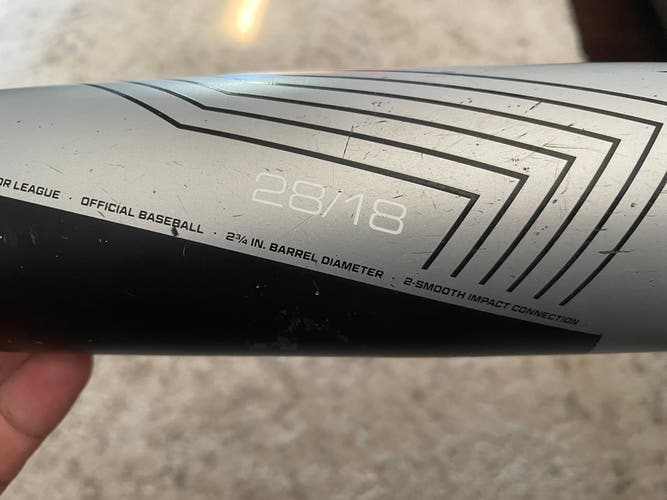 28/18
OR LEAGUE · OFFICIAL BASEBALL · 2¾ IN. BARREL DIAMETER · 2-SMOOTH IMPACT CONNECTION